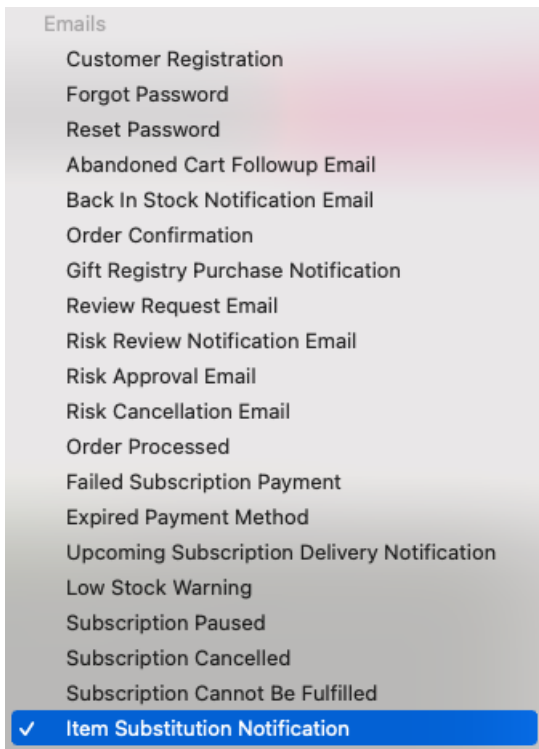 Emails
Customer Registration
Forgot Password
Reset Password
Abandoned Cart Followup Email
Back In Stock Notification Email
Order Confirmation
Gift Registry Purchase Notification
Review Request Email
Risk Review Notification Email
Risk Approval Email
Risk Cancellation Email
Order Processed
Failed Subscription Payment
Expired Payment Method
Upcoming Subscription Delivery Notification
Low Stock Warning
Subscription Paused
Subscription Cancelled
Subscription Cannot Be Fulfilled
✓ Item Substitution Notification